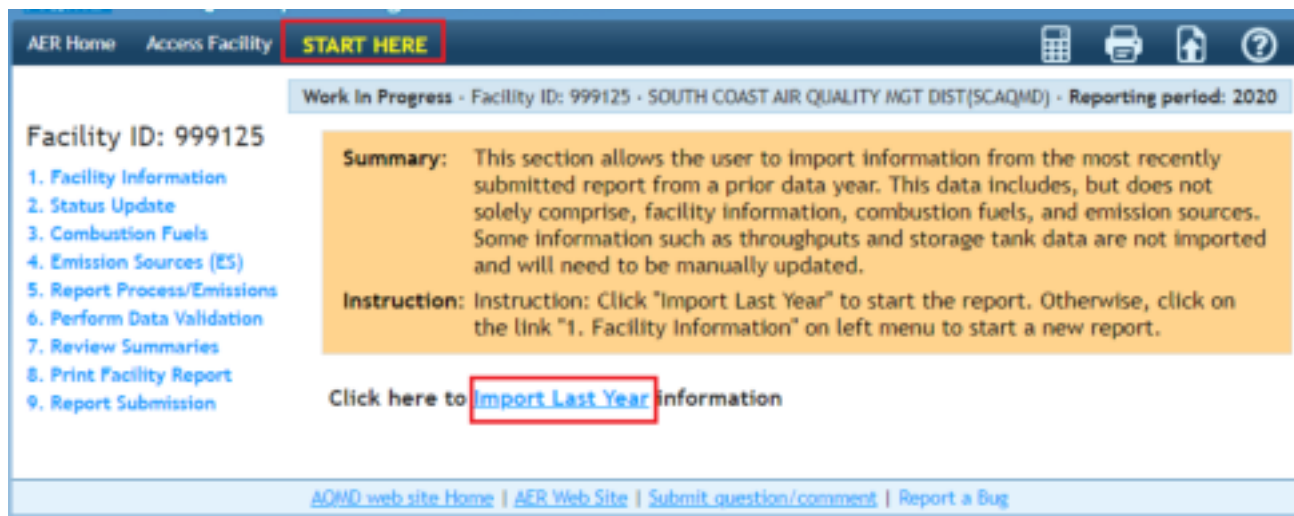 AER Home Access Facility START HERE
Work In Progress - Facility ID: 999125 - SOUTH COAST AIR QUALITY MGT DIST(SCAQMD) - Reporting period: 2020
Facility ID: 999125
1. Facility Information
2. Status Update
3. Combustion Fuels
4. Emission Sources (ES)
5. Report Process/Emissions
6. Perform Data Validation
7. Review Summaries
8. Print Facility Report
9. Report Submission
Summary: This section allows the user to import information from the most recently
submitted report from a prior data year. This data includes, but does not
solely comprise, facility information, combustion fuels, and emission sources.
Some information such as throughputs and storage tank data are not imported
and will need to be manually updated.
Instruction: Instruction: Click "Import Last Year" to start the report. Otherwise, click on
the link "1. Facility Information" on left menu to start a new report.
Click here to Import Last Year information
AQMD web site Home | AER Web Site | Submit question/comment | Report a Bug